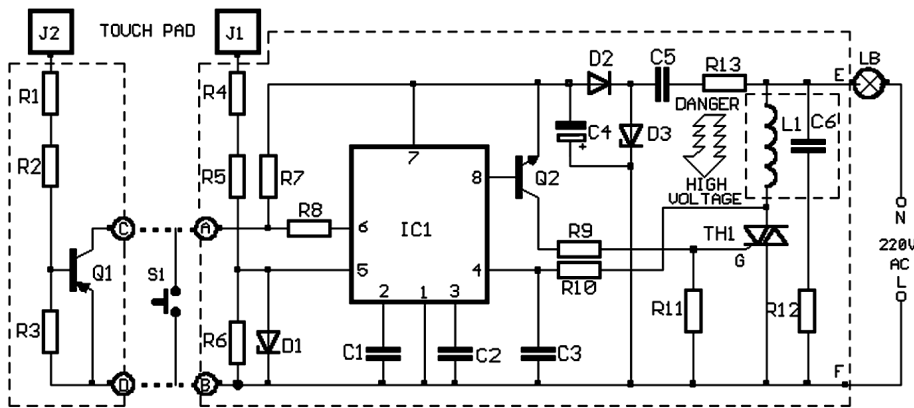 J2
TOUCH PAD
J1
D2
C5
R13
E
LB
R1
R4
DANGER
L1
C6
C4
+
D3
R2
R5
R7
7
8
Q2
HIGH
VOLTAGE
N
C
A
R8
6
IC1
R9
TH1
220V
AC
Q1
S1
5
4
R10
G
L
R3
R6
D1
2
1
3
R11
R12
C1
C2
C3
D
B
F